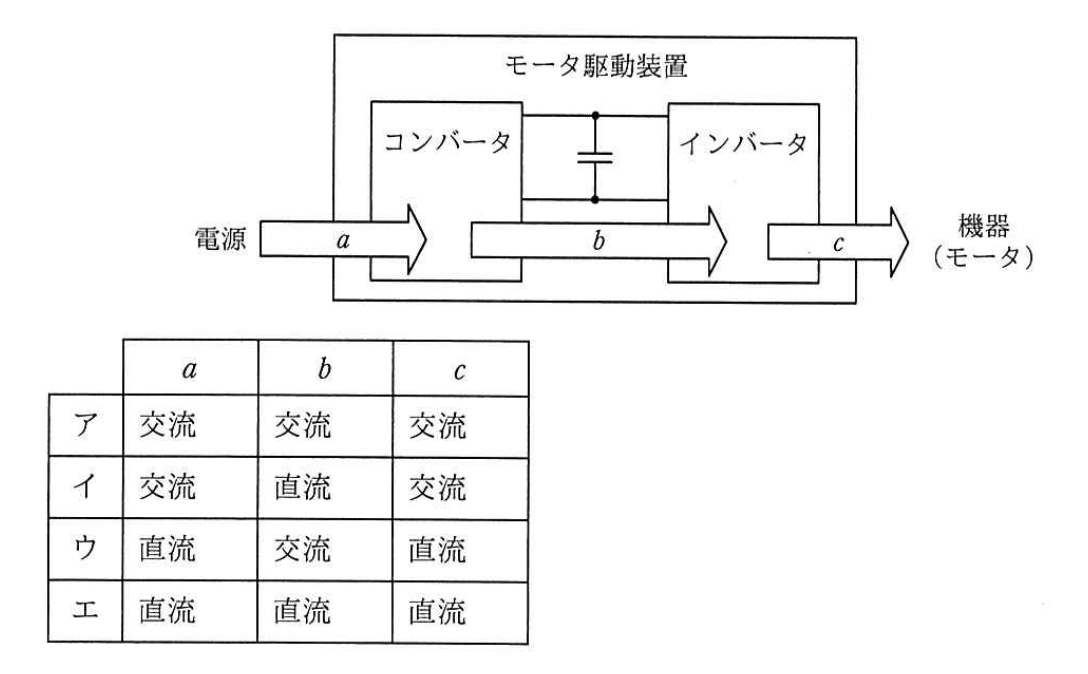 モータ駆動装置
コンバータ
インバータ
電源
a
b
c
機器
(モータ)
a b c
ア 交流 交流 交流
イ 交流 直流 交流
ウ 直流 交流 直流
エ 直流 直流 直流